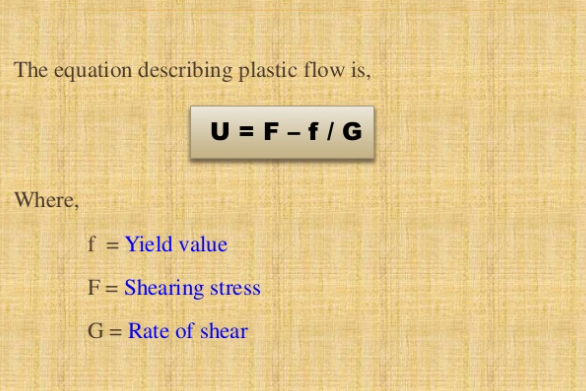 The equation describing plastic flow is,
U = F – f / G
Where,
f = Yield value
F = Shearing stress
G = Rate of shear